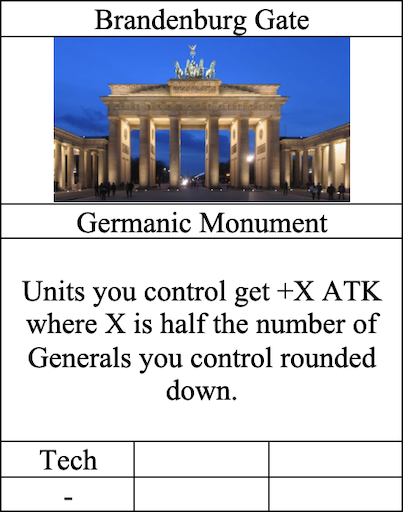 Brandenburg Gate
Germanic Monument
Units you control get +X ATK
where X is half the number of
Generals you control rounded
down.
Tech
-